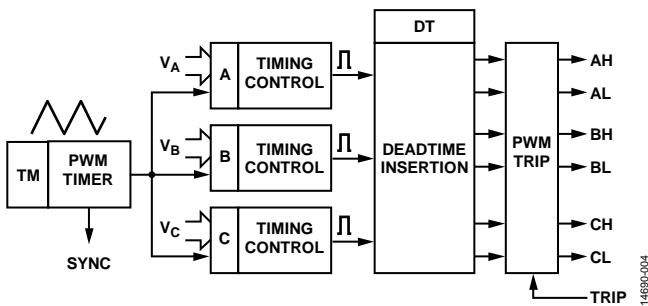 DT
V_A
A
TIMING
CONTROL
AH
AL
TM
PWM
TIMER
V_B
B
TIMING
CONTROL
DEADTIME
INSERTION
PWM
TRIP
BH
BL
V_C
C
TIMING
CONTROL
CH
CL
SYNC
TRIP
14690-004